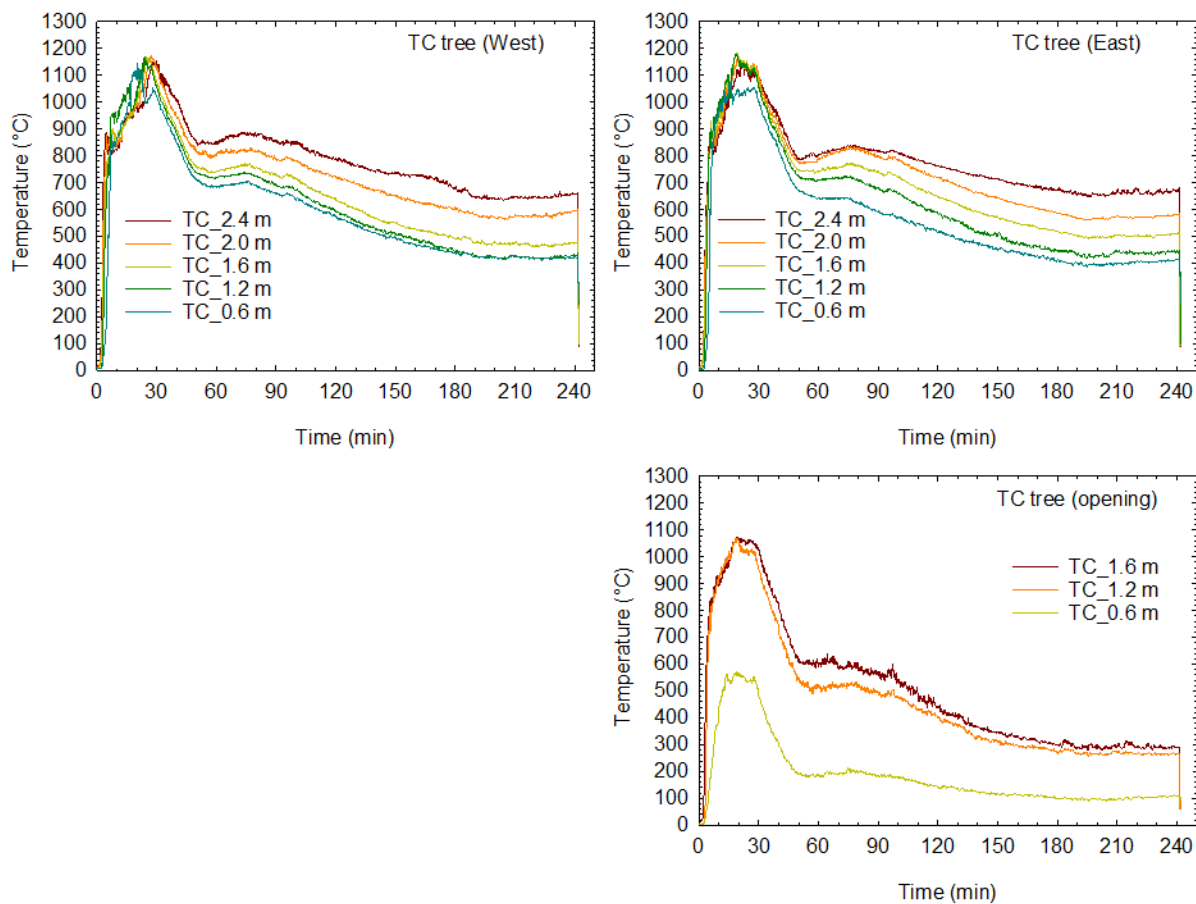 TC tree (West)
Temperature (°C)
1300
1200
1100
1000
900
800
700
600
500
400
300
200
100
0
TC_2.4 m
TC_2.0 m
TC_1.6 m
TC_1.2 m
TC_0.6 m
0 30 60 90 120 150 180 210 240
Time (min)
TC tree (East)
Temperature (°C)
1300
1200
1100
1000
900
800
700
600
500
400
300
200
100
0
TC_2.4 m
TC_2.0 m
TC_1.6 m
TC_1.2 m
TC_0.6 m
0 30 60 90 120 150 180 210 240
Time (min)
TC tree (opening)
Temperature (°C)
1300
1200
1100
1000
900
800
700
600
500
400
300
200
100
0
TC_1.6 m
TC_1.2 m
TC_0.6 m
0 30 60 90 120 150 180 210 240
Time (min)